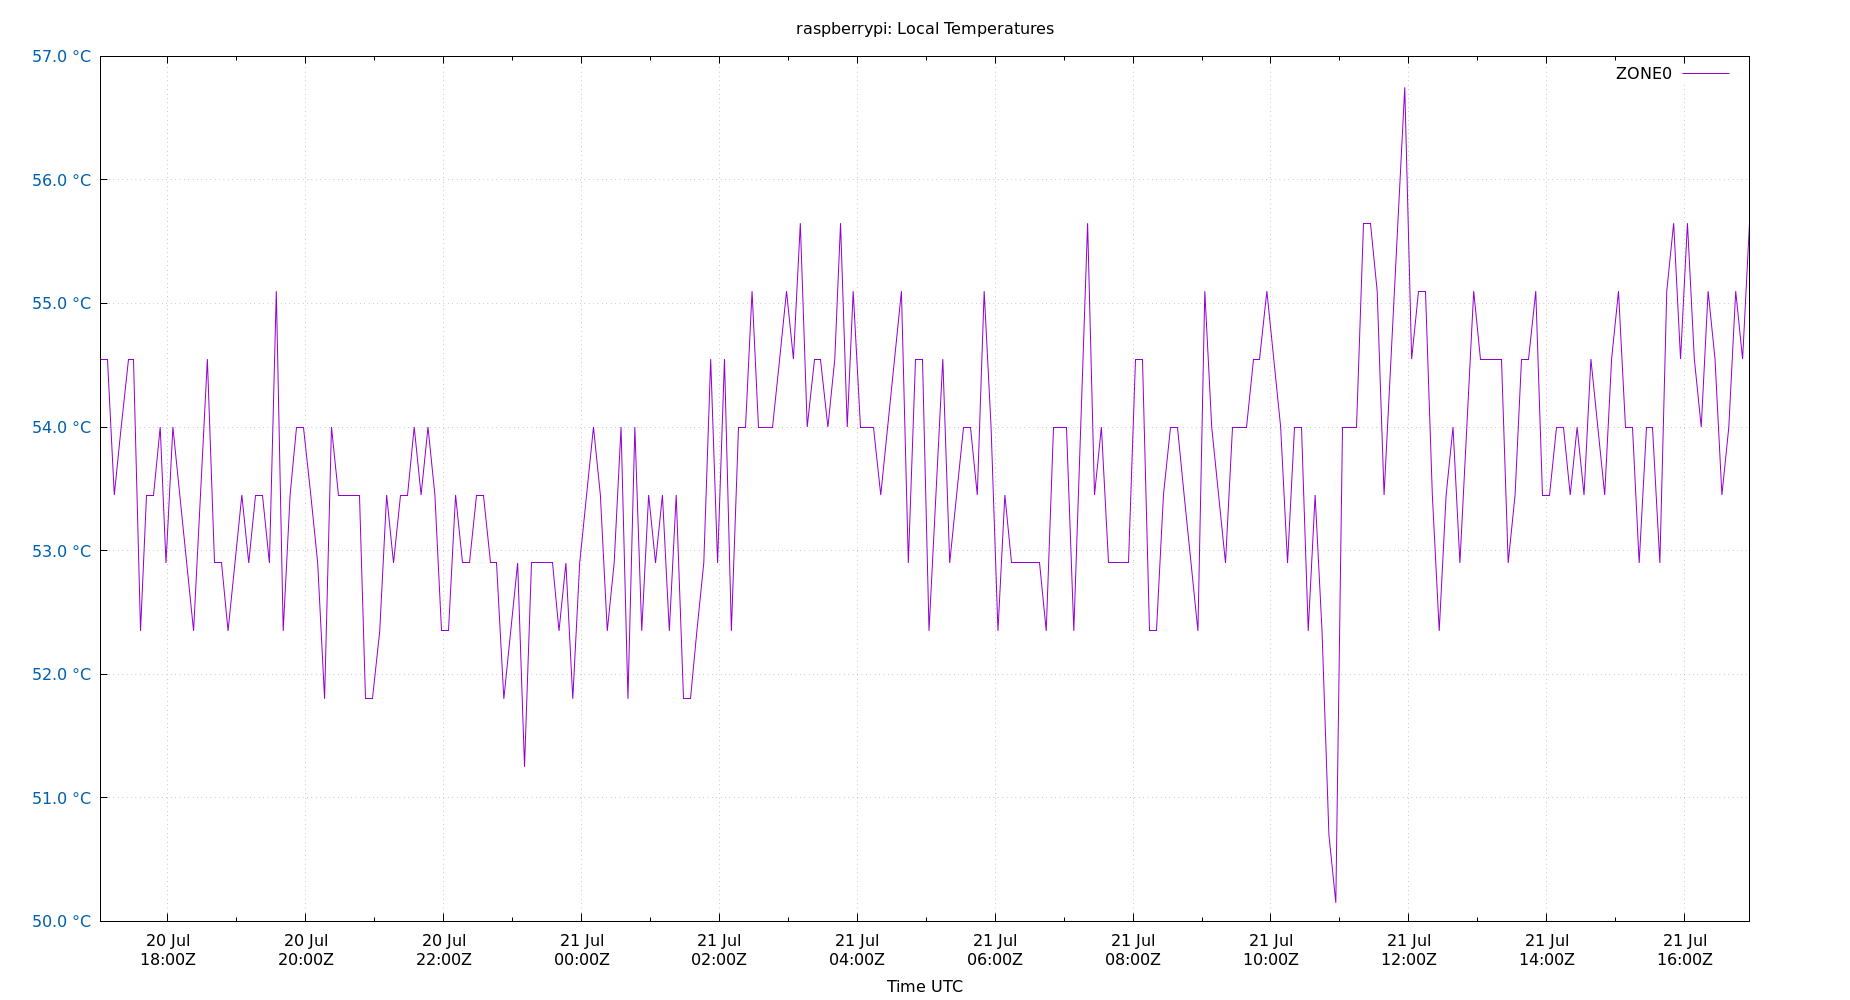 raspberrypi: Local Temperatures
57.0 °C
ZONE0
56.0 °C
55.0 °C
54.0 °C
53.0 °C
52.0 °C
51.0 °C
50.0 °C
20 Jul 20 Jul 20 Jul 21 Jul 21 Jul 21 Jul 21 Jul 21 Jul 21 Jul 21 Jul 21 Jul 21 Jul
18:00Z 20:00Z 22:00Z 00:00Z 02:00Z 04:00Z 06:00Z 08:00Z 10:00Z 12:00Z 14:00Z 16:00Z
Time UTC